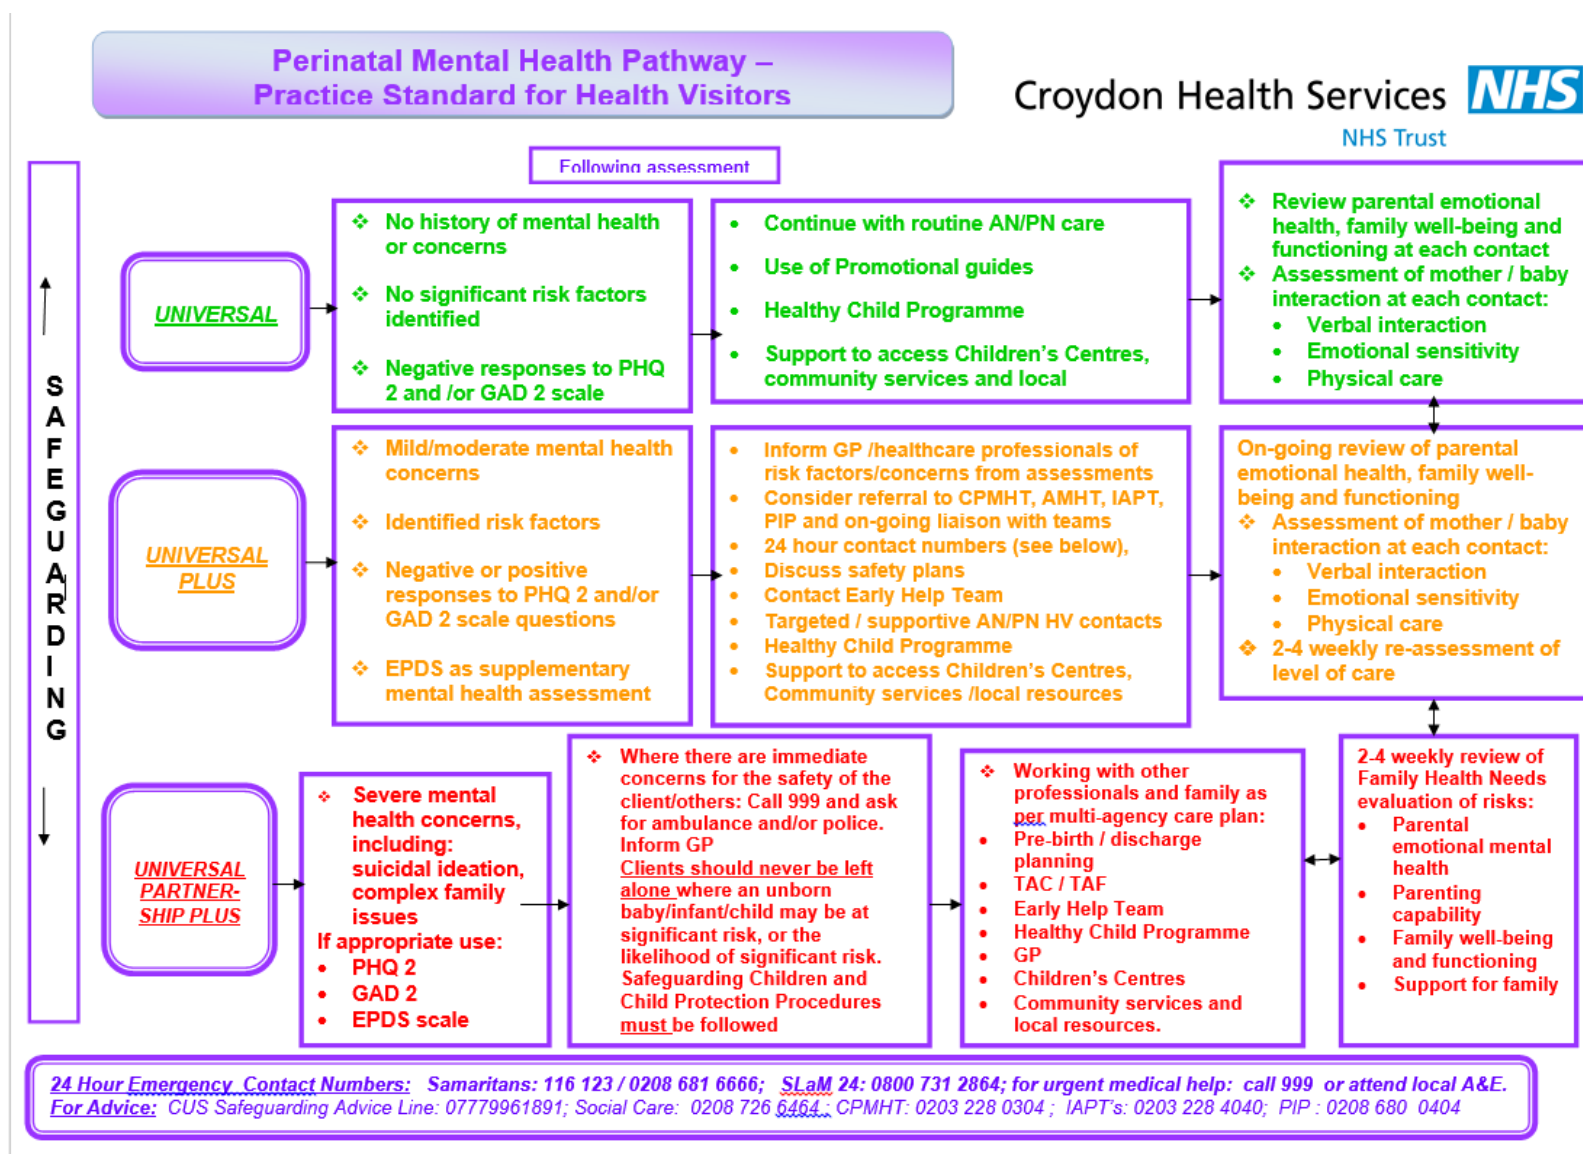 Perinatal Mental Health Pathway –
Practice Standard for Health Visitors
Croydon Health Services NHS
NHS Trust
Following assessment
SAFEGUARDING
UNIVERSAL
No history of mental health
or concerns
No significant risk factors
identified
Negative responses to PHQ
2 and /or GAD 2 scale
Continue with routine AN/PN care
Use of Promotional guides
Healthy Child Programme
Support to access Children's Centres,
community services and local
Review parental emotional
health, family well-being and
functioning at each contact
Assessment of mother / baby
interaction at each contact:
Verbal interaction
Emotional sensitivity
Physical care
UNIVERSAL
PLUS
Mild/moderate mental health
concerns
Identified risk factors
Negative or positive
responses to PHQ 2 and/or
GAD 2 scale questions
EPDS as supplementary
mental health assessment
Inform GP /healthcare professionals of
risk factors/concerns from assessments
Consider referral to CPMHT, AMHT, IAPT,
PIP and on-going liaison with teams
24 hour contact numbers (see below),
Discuss safety plans
Contact Early Help Team
Targeted / supportive AN/PN HV contacts
Healthy Child Programme
Support to access Children's Centres,
Community services /local resources
On-going review of parental
emotional health, family well-
being and functioning
Assessment of mother / baby
interaction at each contact:
Verbal interaction
Emotional sensitivity
Physical care
2-4 weekly re-assessment of
level of care
UNIVERSAL
PARTNER-
SHIP PLUS
Severe mental
health concerns,
including:
suicidal ideation,
complex family
issues
If appropriate use:
PHQ 2
GAD 2
EPDS scale
Where there are immediate
concerns for the safety of the
client/others: Call 999 and ask
for ambulance and/or police.
Inform GP
Clients should never be left
alone where an unborn
baby/infant/child may be at
significant risk, or the
likelihood of significant risk.
Safeguarding Children and
Child Protection Procedures
must be followed
Working with other
professionals and family as
per multi-agency care plan:
Pre-birth / discharge
planning
TAC / TAF
Early Help Team
Healthy Child Programme
GP
Children's Centres
Community services and
local resources.
2-4 weekly review of
Family Health Needs
evaluation of risks:
Parental
emotional mental
health
Parenting
capability
Family well-being
and functioning
Support for family
24 Hour Emergency Contact Numbers: Samaritans: 116 123 / 0208 681 6666; SLaM 24: 0800 731 2864; for urgent medical help: call 999 or attend local A&E.
For Advice: CUS Safeguarding Advice Line: 07779961891; Social Care: 0208 726 6464 ; CPMHT: 0203 228 0304 ; IAPT's: 0203 228 4040; PIP : 0208 680 0404